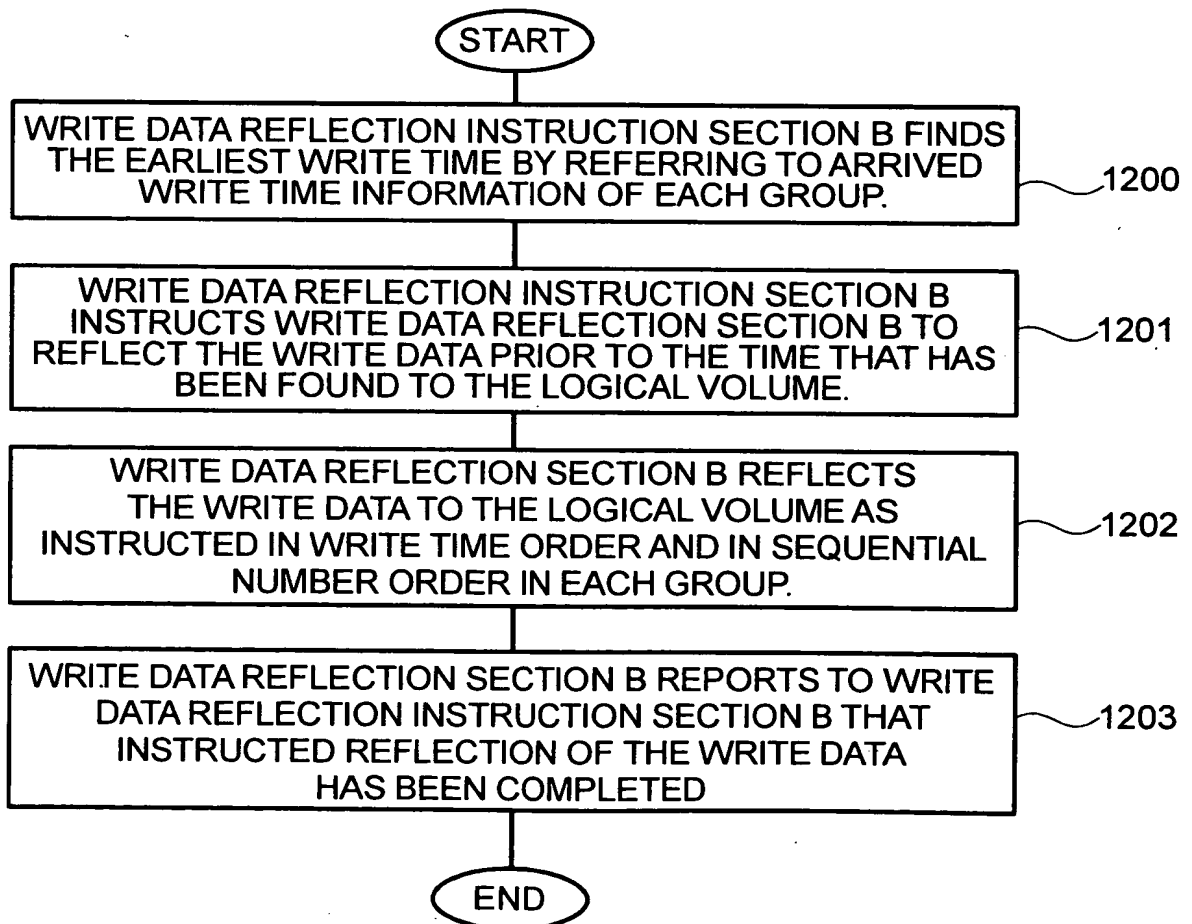 START
WRITE DATA REFLECTION INSTRUCTION SECTION B FINDS
THE EARLIEST WRITE TIME BY REFERRING TO ARRIVED
WRITE TIME INFORMATION OF EACH GROUP.
1200
WRITE DATA REFLECTION INSTRUCTION SECTION B
INSTRUCTS WRITE DATA REFLECTION SECTION B TO
REFLECT THE WRITE DATA PRIOR TO THE TIME THAT HAS
BEEN FOUND TO THE LOGICAL VOLUME.
1201
WRITE DATA REFLECTION SECTION B REFLECTS
THE WRITE DATA TO THE LOGICAL VOLUME AS
INSTRUCTED IN WRITE TIME ORDER AND IN SEQUENTIAL
NUMBER ORDER IN EACH GROUP.
1202
WRITE DATA REFLECTION SECTION B REPORTS TO WRITE
DATA REFLECTION INSTRUCTION SECTION B THAT
INSTRUCTED REFLECTION OF THE WRITE DATA
HAS BEEN COMPLETED
1203
END